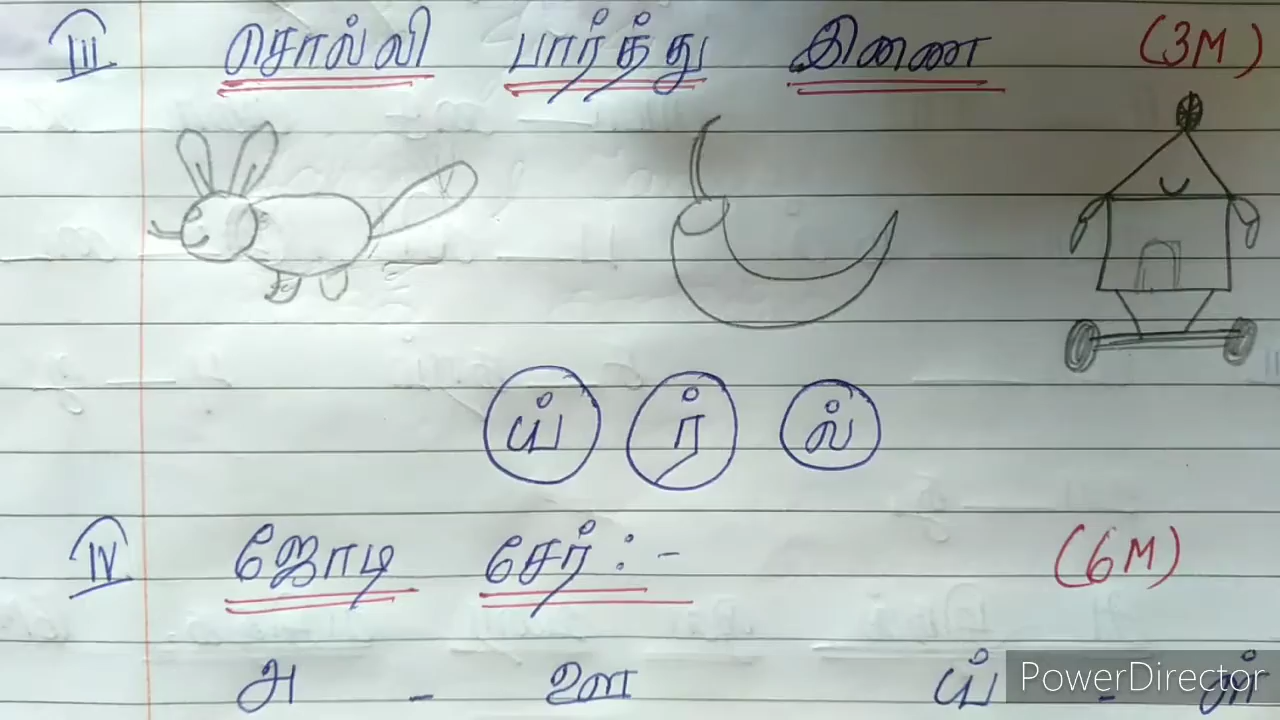 III சொல்லி பார்த்து இணை (3M)
ய் ர் ல்
IV ஜோடி சேர் :- (6M)
அ - ஊ ய் -
PowerDirector